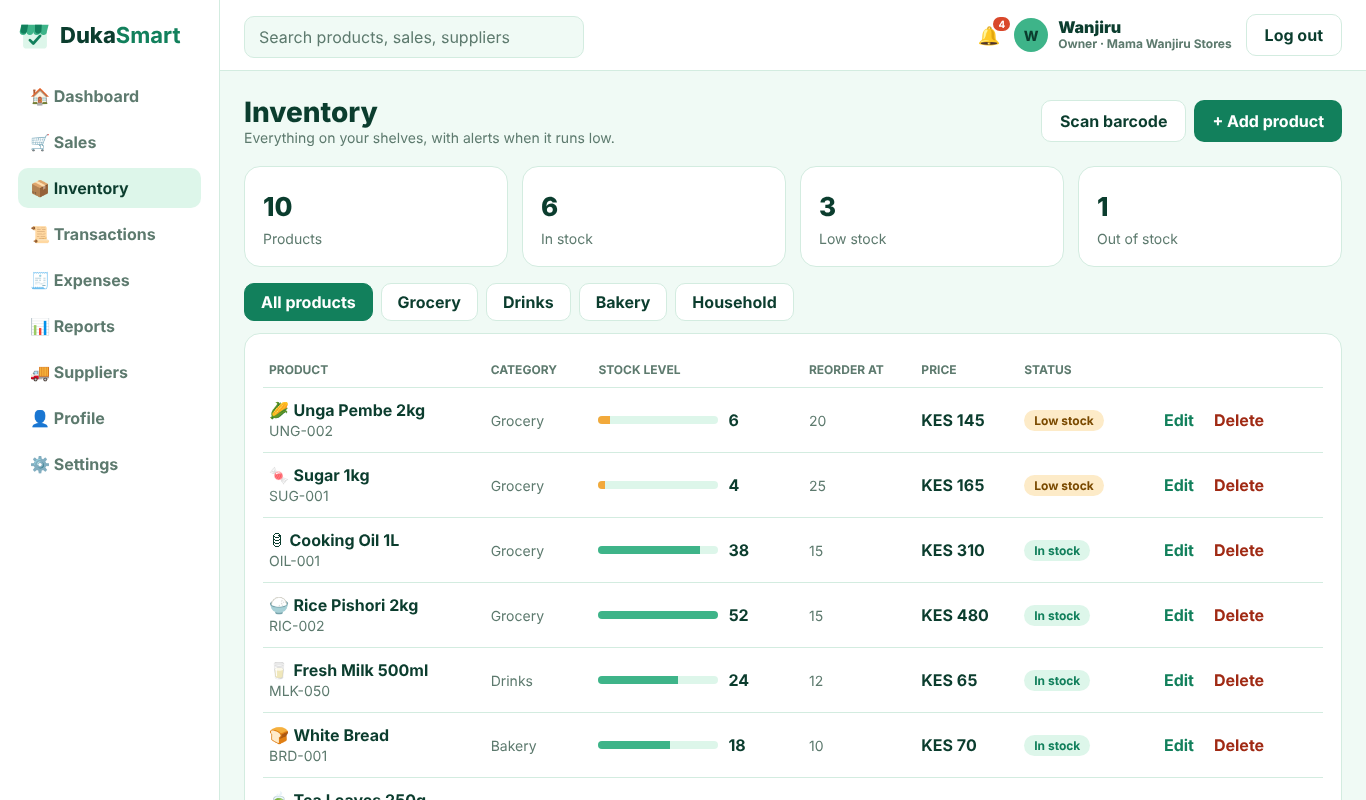 DukaSmart
Search products, sales, suppliers
4
W
Wanjiru
Owner · Mama Wanjiru Stores
Log out
Dashboard
Sales
Inventory
Transactions
Expenses
Reports
Suppliers
Profile
Settings
Inventory
Everything on your shelves, with alerts when it runs low.
Scan barcode
+ Add product
10
Products
6
In stock
3
Low stock
1
Out of stock
All products
Grocery
Drinks
Bakery
Household
PRODUCT CATEGORY STOCK LEVEL REORDER AT PRICE STATUS
Unga Pembe 2kg
UNG-002
Grocery 6 20 KES 145 Low stock Edit Delete
Sugar 1kg
SUG-001
Grocery 4 25 KES 165 Low stock Edit Delete
Cooking Oil 1L
OIL-001
Grocery 38 15 KES 310 In stock Edit Delete
Rice Pishori 2kg
RIC-002
Grocery 52 15 KES 480 In stock Edit Delete
Fresh Milk 500ml
MLK-050
Drinks 24 12 KES 65 In stock Edit Delete
White Bread
BRD-001
Bakery 18 10 KES 70 In stock Edit Delete
Tea Leaves 250g